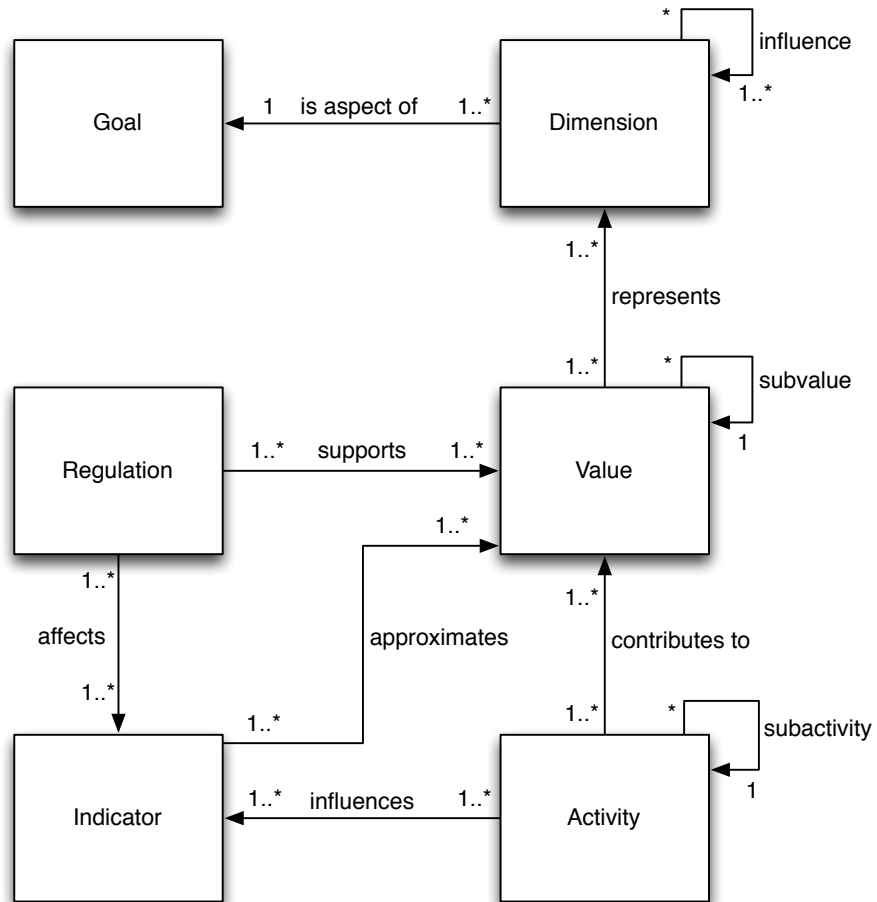 *
influence
1..*
Goal
1 is aspect of 1..*
Dimension
1..*
represents
1..*
*
subvalue
1
Regulation
1..* supports 1..*
Value
1..*
1..*
affects
1..*
approximates
1..*
1..*
contributes to
1..*
*
subactivity
1
Indicator
1..* influences 1..*
Activity